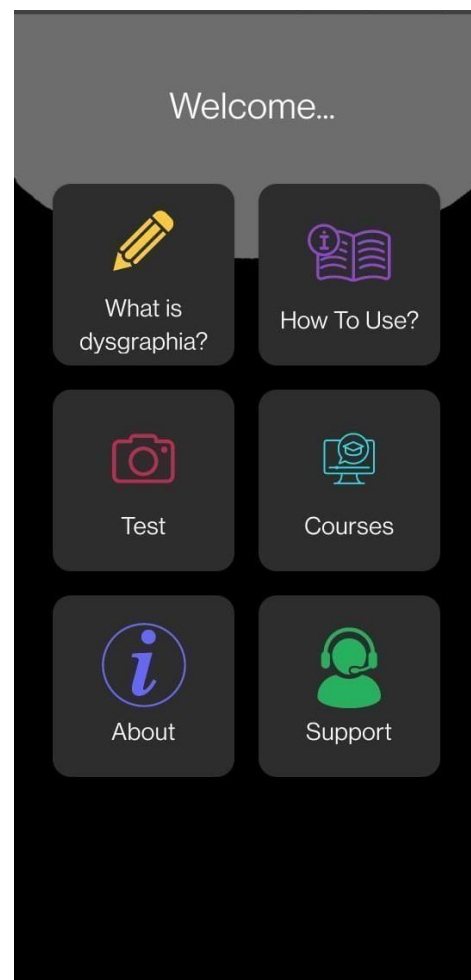 Welcome...
What is
dysgraphia?
How To Use?
Test
Courses
About
Support